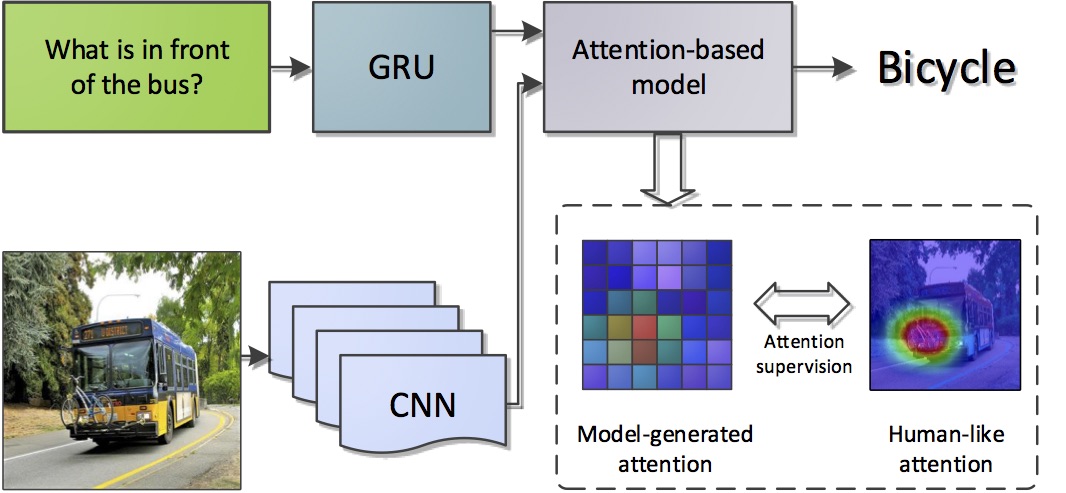 What is in front
of the bus?
GRU
Attention-based
model
Bicycle
CNN
Attention
supervision
Model-generated
attention
Human-like
attention